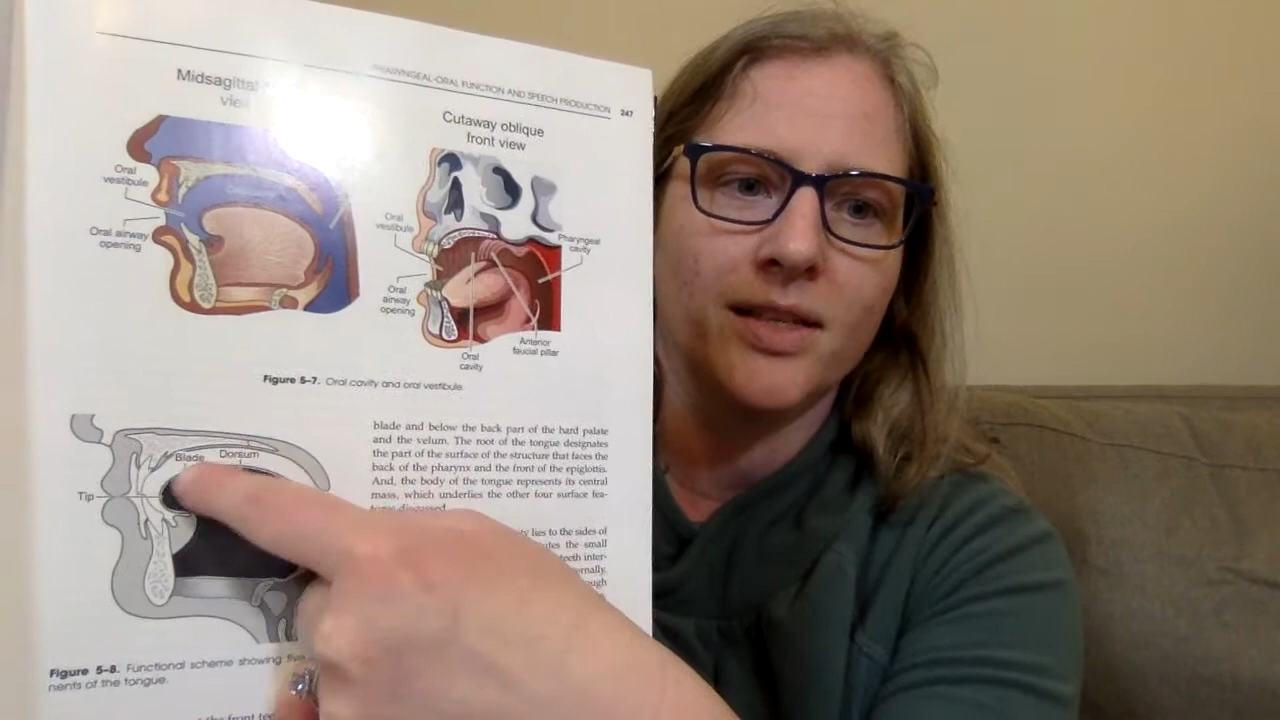 PHARYNGEAL-ORAL FUNCTION AND SPEECH PRODUCTION 247
Midsagittal
view
Oral
vestibule
Oral airway
opening
Cutaway oblique
front view
Oral
vestibule
Oral
airway
opening
Pharyngeal
cavity
Anterior
faucial pillar
Oral
cavity
Figure 5-7. Oral cavity and oral vestibule.
Blade Dorsum
Tip
Figure 5-8. Functional scheme showing five
nents of the tongue.
blade and below the back part of the hard palate
and the velum. The root of the tongue designates
the part of the surface of the structure that faces the
back of the pharynx and the front of the epiglottis.
And, the body of the tongue represents its central
mass, which underlies the other four surface fea-
tures discussed.
lies to the sides of
the small
teeth inter-
the front